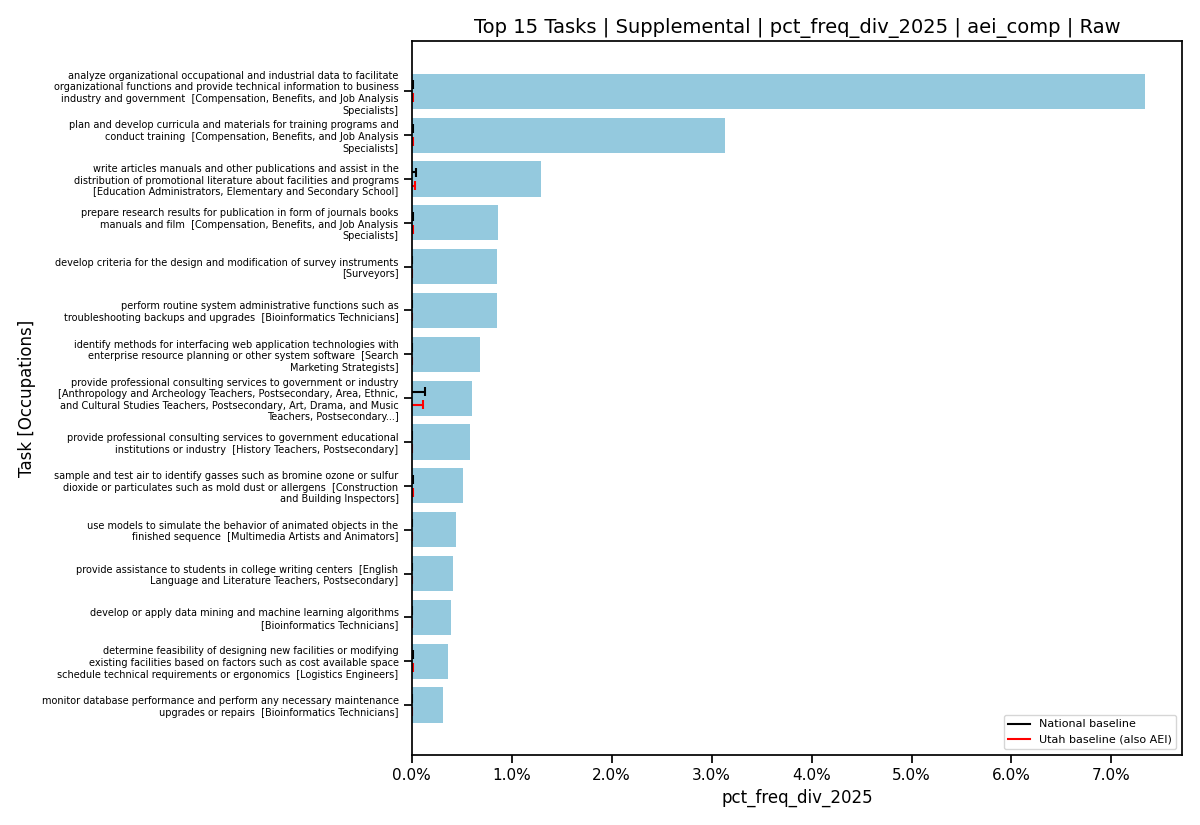 Top 15 Tasks | Supplemental | pct_freq_div_2025 | aei_comp | Raw
analyze organizational occupational and industrial data to facilitate
organizational functions and provide technical information to business
industry and government  [Compensation, Benefits, and Job Analysis
Specialists]
plan and develop curricula and materials for training programs and
conduct training  [Compensation, Benefits, and Job Analysis
Specialists]
write articles manuals and other publications and assist in the
distribution of promotional literature about facilities and programs
[Education Administrators, Elementary and Secondary School]
prepare research results for publication in form of journals books
manuals and film  [Compensation, Benefits, and Job Analysis
Specialists]
develop criteria for the design and modification of survey instruments
[Surveyors]
perform routine system administrative functions such as
troubleshooting backups and upgrades  [Bioinformatics Technicians]
identify methods for interfacing web application technologies with
enterprise resource planning or other system software  [Search
Marketing Strategists]
provide professional consulting services to government or industry
[Anthropology and Archeology Teachers, Postsecondary, Area, Ethnic,
and Cultural Studies Teachers, Postsecondary, Art, Drama, and Music
Teachers, Postsecondary...]
provide professional consulting services to government educational
institutions or industry  [History Teachers, Postsecondary]
sample and test air to identify gasses such as bromine ozone or sulfur
dioxide or particulates such as mold dust or allergens  [Construction
and Building Inspectors]
use models to simulate the behavior of animated objects in the
finished sequence  [Multimedia Artists and Animators]
provide assistance to students in college writing centers  [English
Language and Literature Teachers, Postsecondary]
develop or apply data mining and machine learning algorithms
[Bioinformatics Technicians]
determine feasibility of designing new facilities or modifying
existing facilities based on factors such as cost available space
schedule technical requirements or ergonomics  [Logistics Engineers]
monitor database performance and perform any necessary maintenance
upgrades or repairs  [Bioinformatics Technicians]
Task [Occupations]
National baseline
Utah baseline (also AEI)
0.0% 1.0% 2.0% 3.0% 4.0% 5.0% 6.0% 7.0%
pct_freq_div_2025